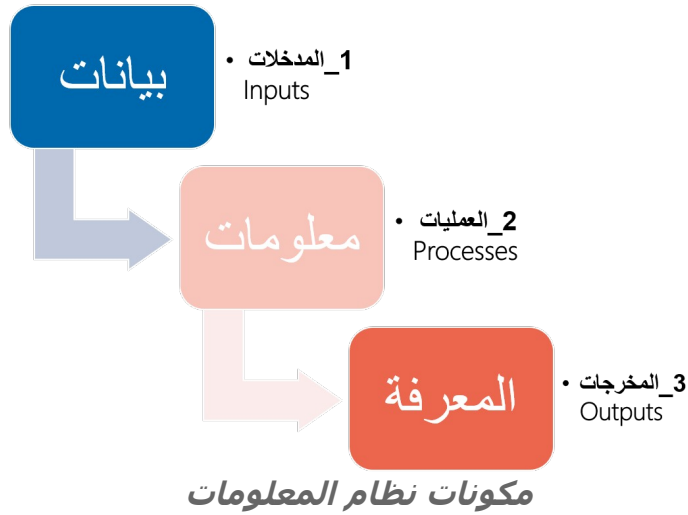 بيانات
1_المدخلات
Inputs
معلومات
2_العمليات
Processes
المعرفة
3_المخرجات
Outputs
مكونات نظام المعلومات